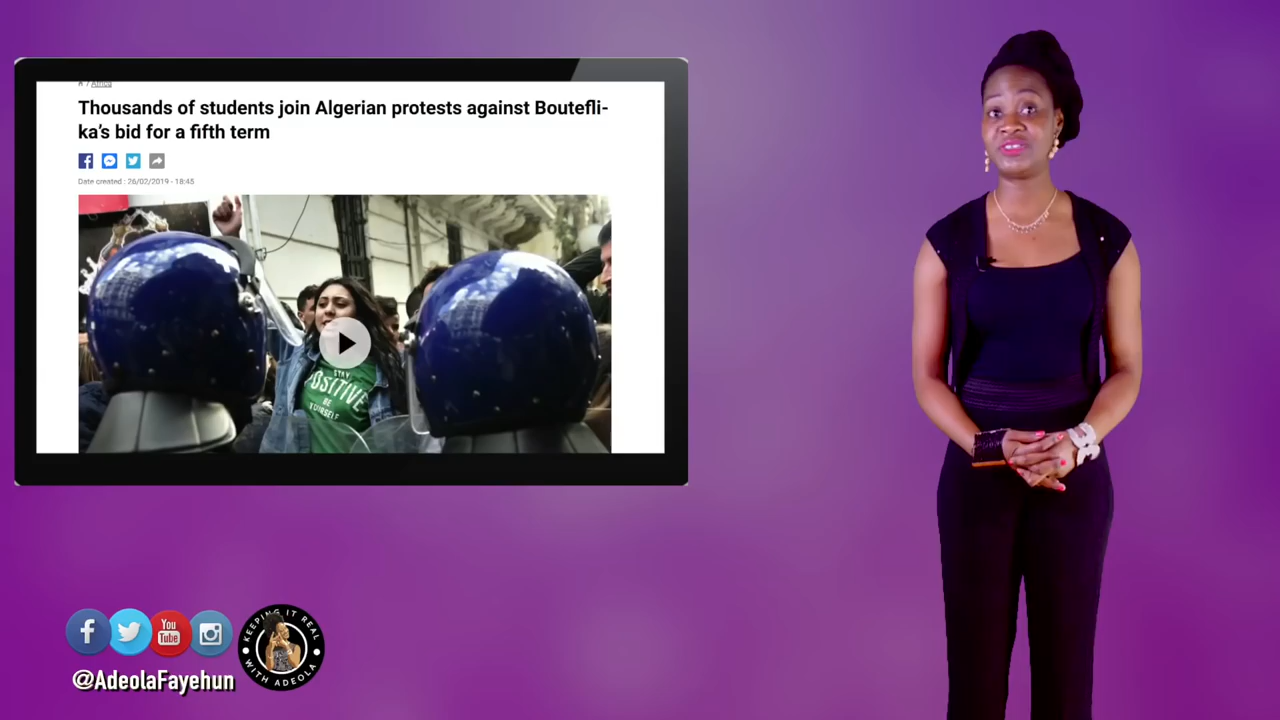 Africa
Thousands of students join Algerian protests against Boutefli-
ka’s bid for a fifth term
Date created : 26/02/2019 - 18:45
STAY
POSITIVE
BE
YOURSELF
You
Tube
@AdeolaFayehun
KEEPING IT REAL
WITH ADEOLA